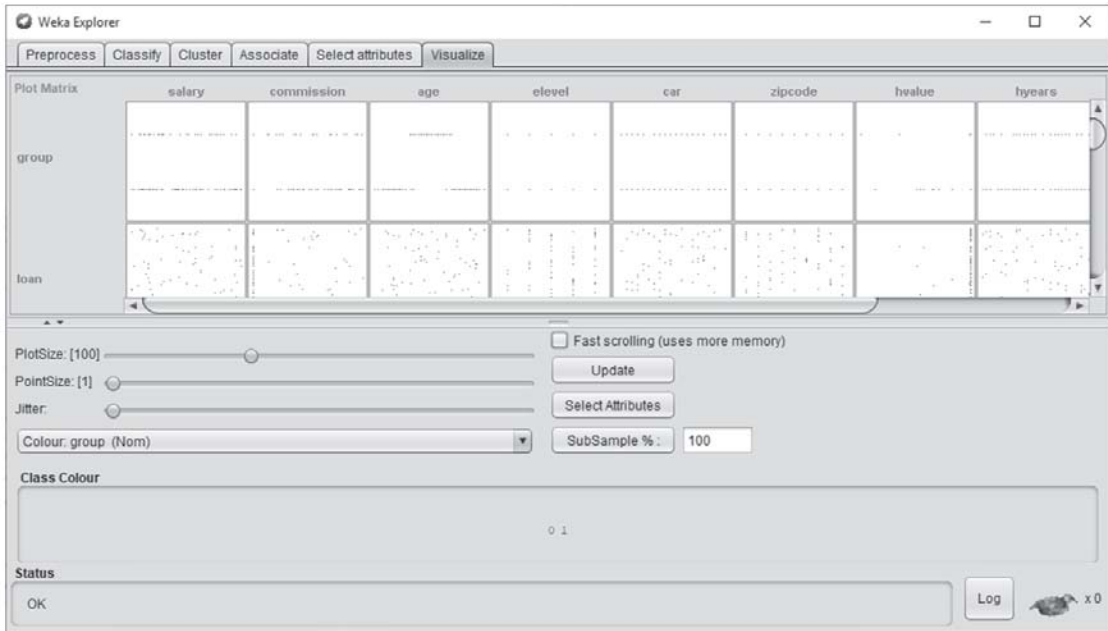 Weka Explorer
Preprocess Classify Cluster Associate Select attributes Visualize
Plot Matrix salary commission age elevel car zipcode hvalue hyears
group
loan
PlotSize: [100]
PointSize: [1]
Jitter:
Fast scrolling (uses more memory)
Update
Select Attributes
Colour: group (Nom)
SubSample % : 100
Class Colour
0 1
Status
OK
Log
x 0